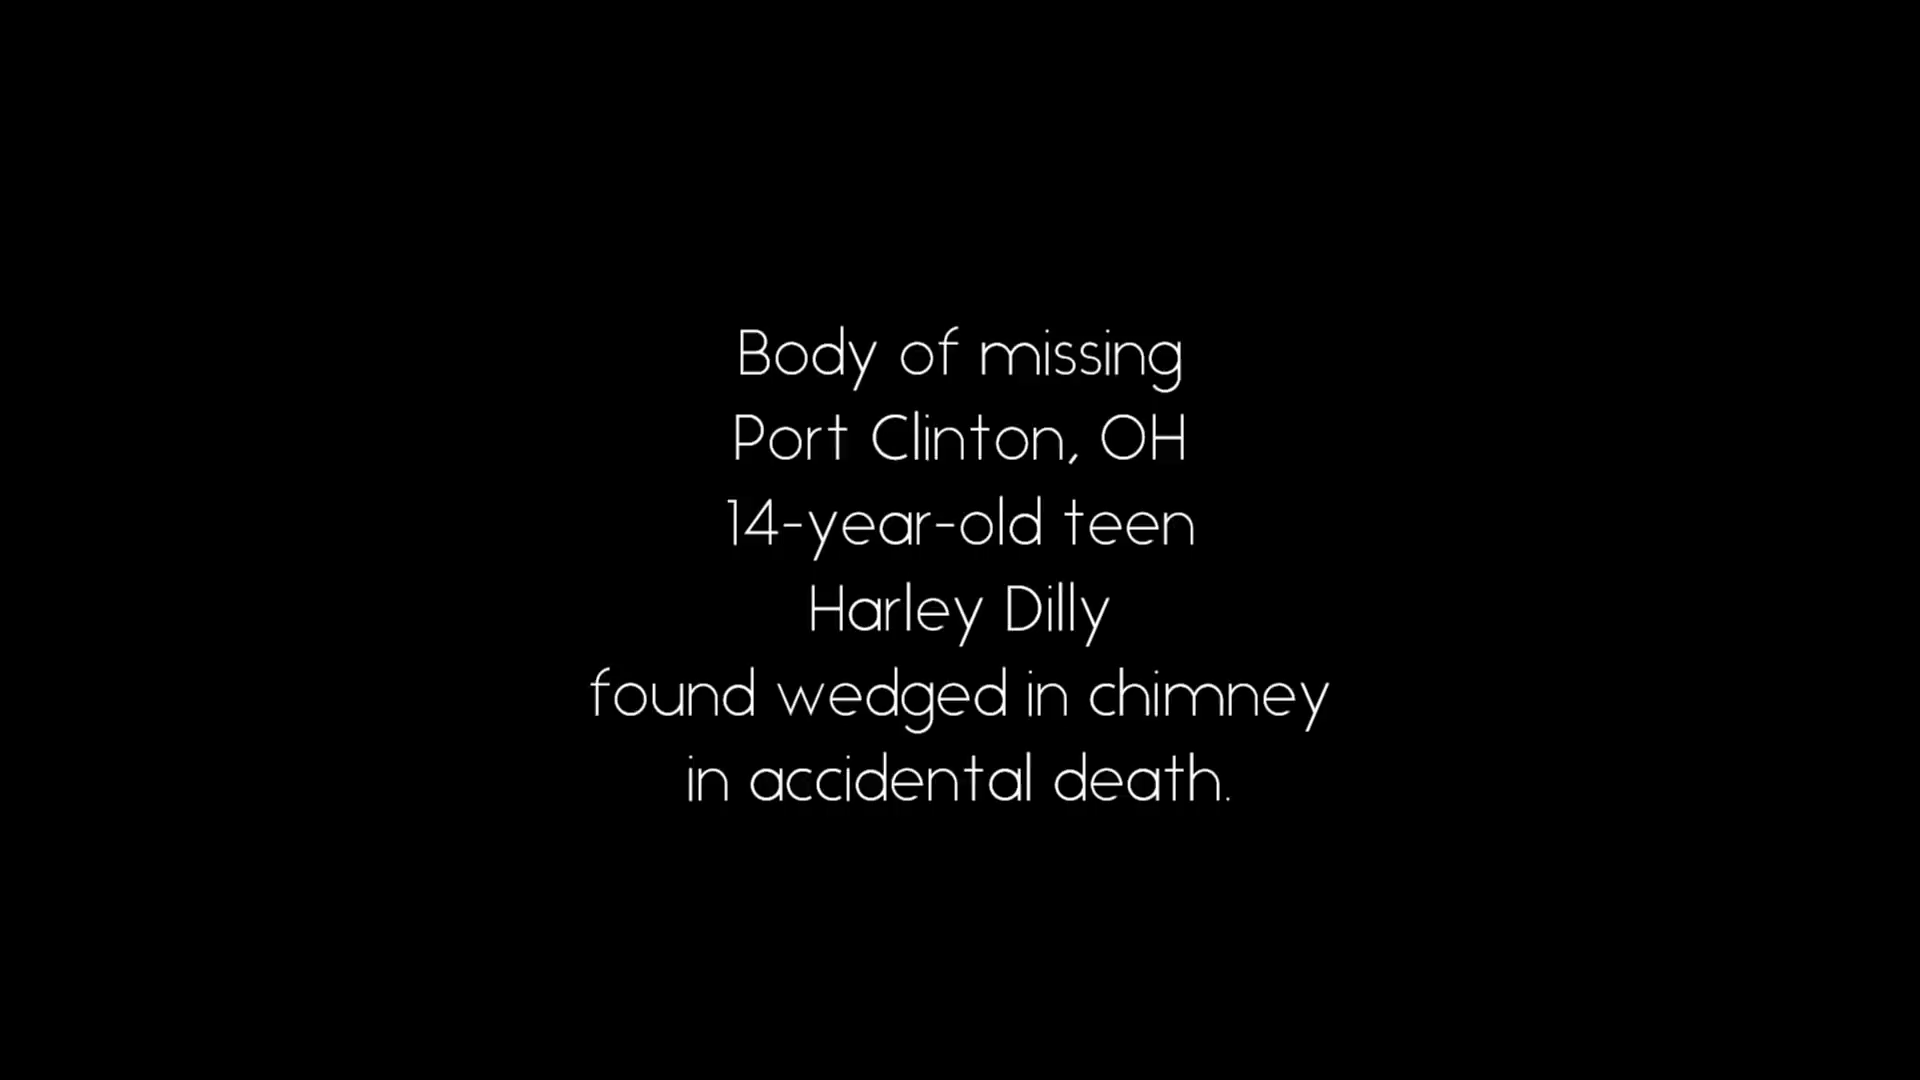 Body of missing
Port Clinton, OH
14-year-old teen
Harley Dilly
found wedged in chimney
in accidental death.